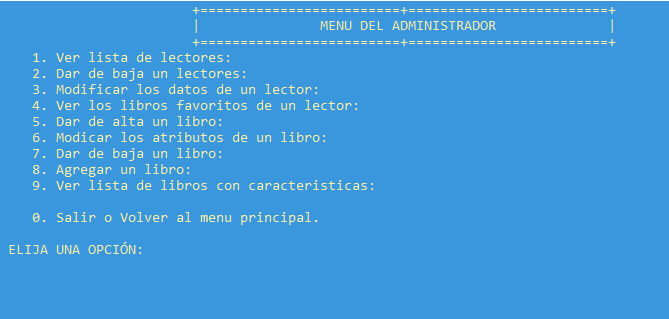 +=========================+=========================+
| MENU DEL ADMINISTRADOR |
+=========================+=========================+
1. Ver lista de lectores:
2. Dar de baja un lectores:
3. Modificar los datos de un lector:
4. Ver los libros favoritos de un lector:
5. Dar de alta un libro:
6. Modicar los atributos de un libro:
7. Dar de baja un libro:
8. Agregar un libro:
9. Ver lista de libros con caracteristicas:
0. Salir o Volver al menu principal.
ELIJA UNA OPCIÓN: